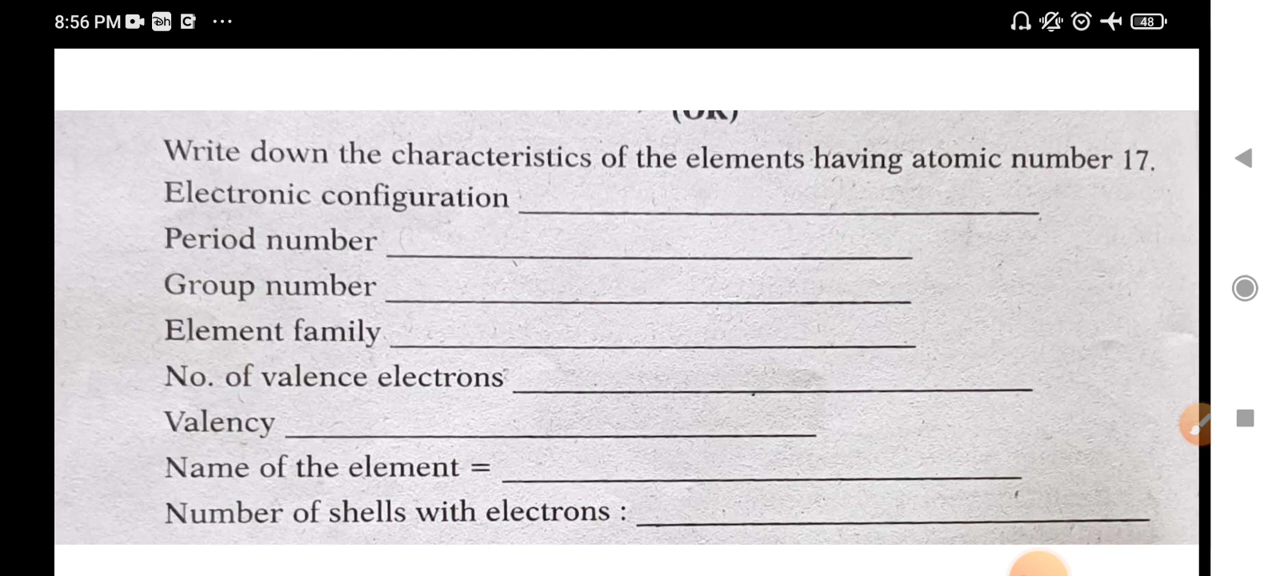 8:56 PM
48
(OR)
Write down the characteristics of the elements having atomic number 17.
Electronic configuration
Period number
Group number
Element family
No. of valence electrons
Valency
Name of the element =
Number of shells with electrons :